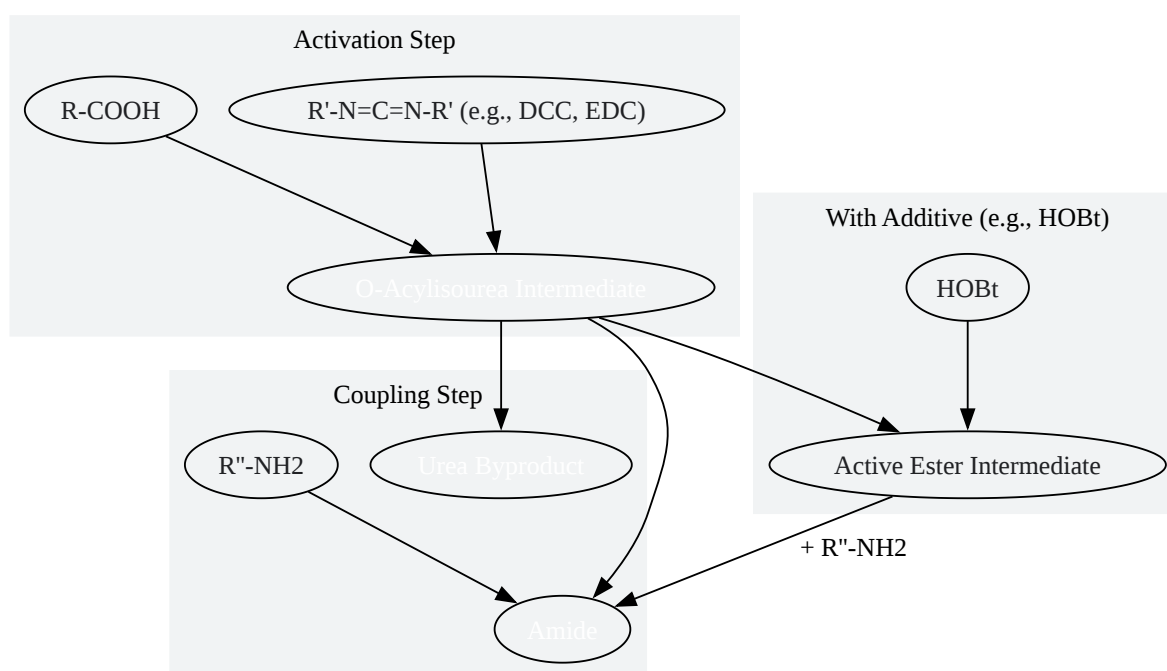 Activation Step
R-COOH
R'-N=C=N-R' (e.g., DCC, EDC)
O-Acylisourea Intermediate
With Additive (e.g., HOBt)
HOBt
Coupling Step
R"-NH2
Urea Byproduct
Active Ester Intermediate
+ R"-NH2
Amide